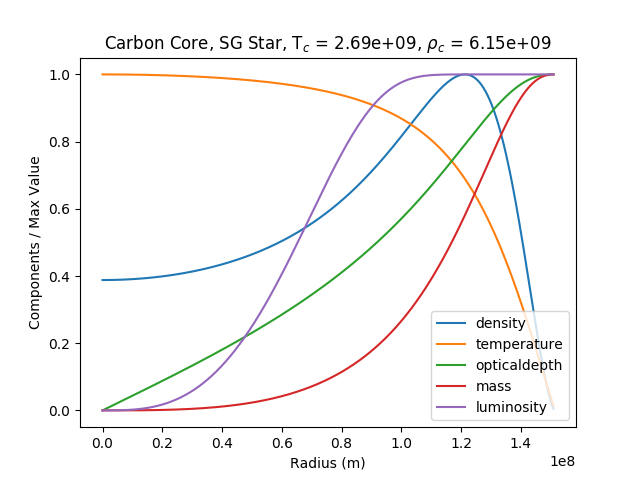 Carbon Core, SG Star, T_c = 2.69e+09, ρ_c = 6.15e+09
Components / Max Value
1.0
0.8
0.6
0.4
0.2
0.0
density
temperature
opticaldepth
mass
luminosity
0.0 0.2 0.4 0.6 0.8 1.0 1.2 1.4
1e8
Radius (m)